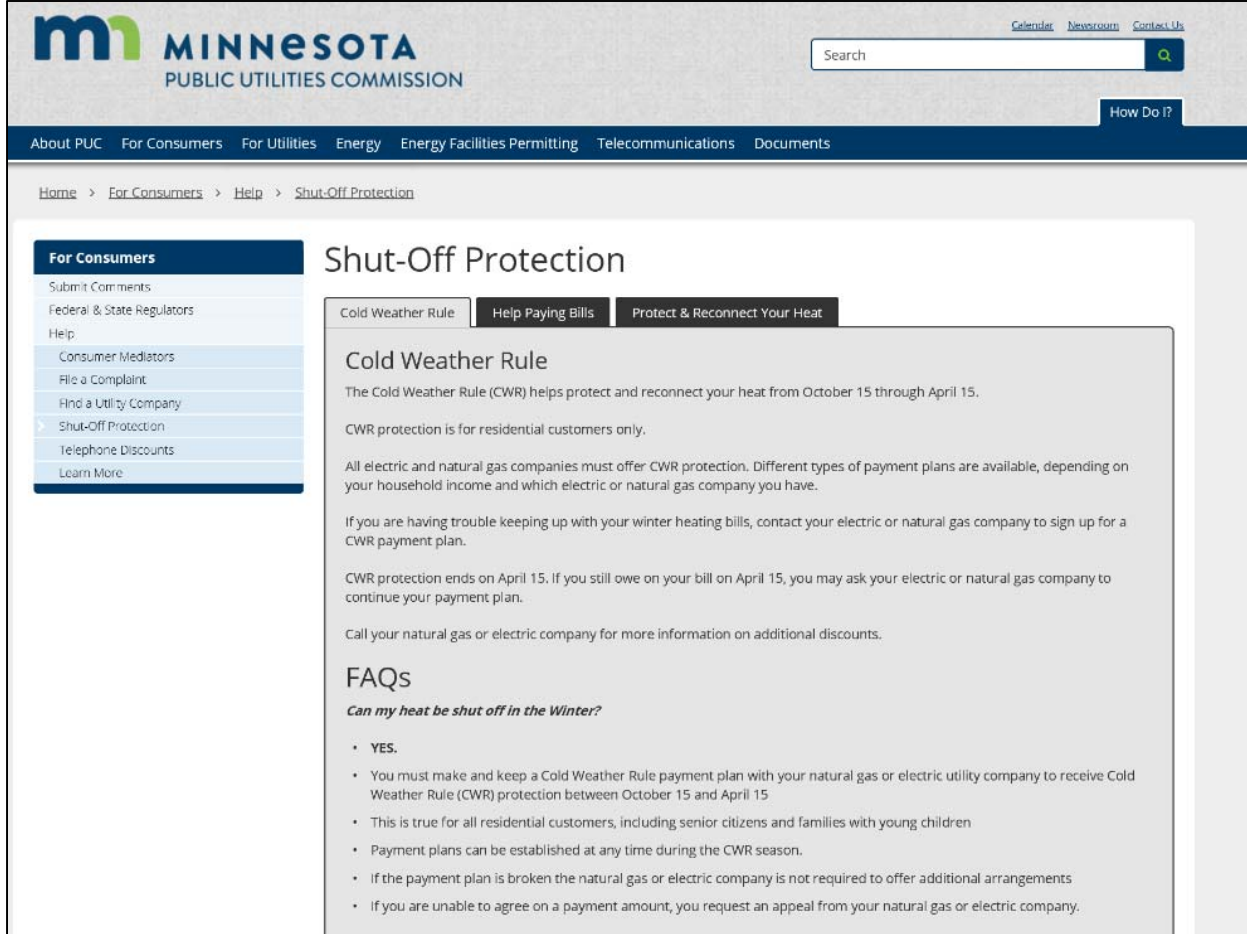 Calendar Newsroom Contact Us
mn MINNESOTA
PUBLIC UTILITIES COMMISSION
Search
How Do I?
About PUC For Consumers For Utilities Energy Energy Facilities Permitting Telecommunications Documents
Home > For Consumers > Help > Shut-Off Protection
For Consumers
Submit Comments
Federal & State Regulators
Help
Consumer Mediators
File a Complaint
Find a Utility Company
Shut-Off Protection
Telephone Discounts
Learn More
Shut-Off Protection
Cold Weather Rule Help Paying Bills Protect & Reconnect Your Heat
Cold Weather Rule
The Cold Weather Rule (CWR) helps protect and reconnect your heat from October 15 through April 15.
CWR protection is for residential customers only.
All electric and natural gas companies must offer CWR protection. Different types of payment plans are available, depending on
your household income and which electric or natural gas company you have.
If you are having trouble keeping up with your winter heating bills, contact your electric or natural gas company to sign up for a
CWR payment plan.
CWR protection ends on April 15. If you still owe on your bill on April 15, you may ask your electric or natural gas company to
continue your payment plan.
Call your natural gas or electric company for more information on additional discounts.
FAQs
Can my heat be shut off in the Winter?
• YES.
• You must make and keep a Cold Weather Rule payment plan with your natural gas or electric utility company to receive Cold
Weather Rule (CWR) protection between October 15 and April 15
• This is true for all residential customers, including senior citizens and families with young children
• Payment plans can be established at any time during the CWR season.
• If the payment plan is broken the natural gas or electric company is not required to offer additional arrangements
• If you are unable to agree on a payment amount, you request an appeal from your natural gas or electric company.